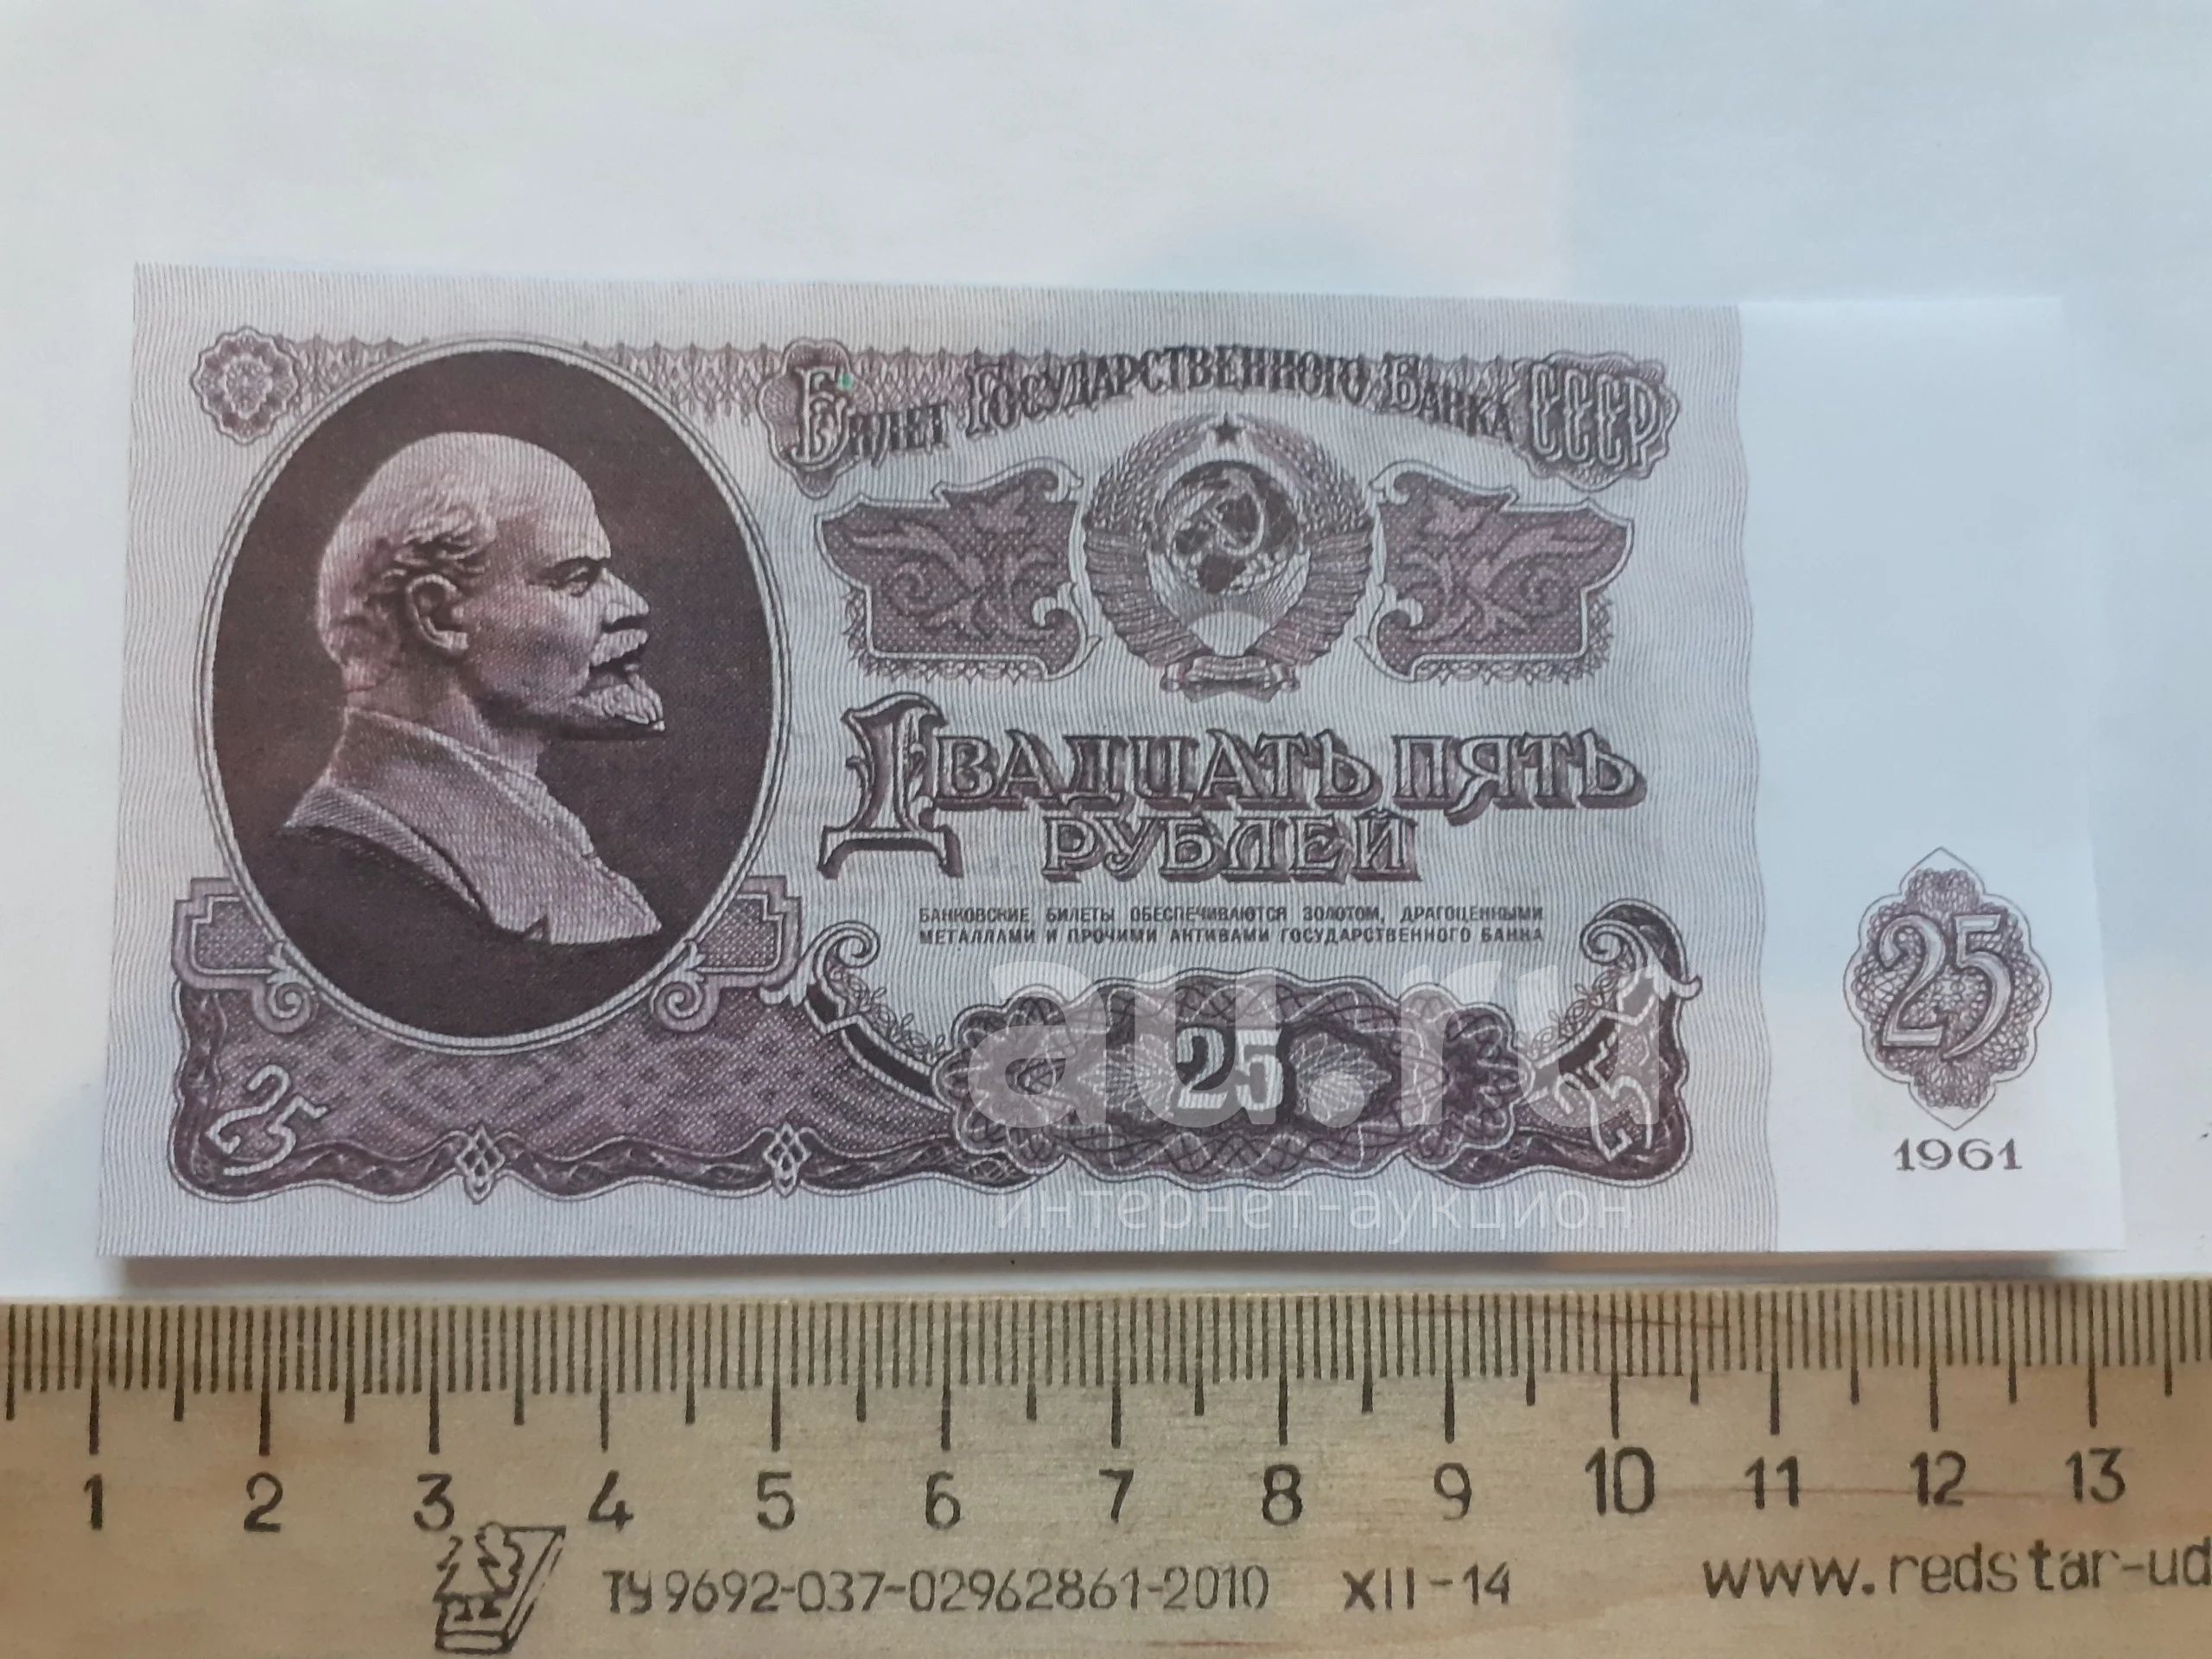 Билет Государственного Банка СССР
Двадцать пять
рублей
БАНКОВСКИЕ БИЛЕТЫ ОБЕСПЕЧИВАЮТСЯ ЗОЛОТОМ, ДРАГОЦЕННЫМИ
МЕТАЛЛАМИ И ПРОЧИМИ АКТИВАМИ ГОСУДАРСТВЕННОГО БАНКА
25
25
25
25
1961
au.ru
интернет-аукцион
1 2 3 4 5 6 7 8 9 10 11 12 13
ТУ 9692-037-02962861-2010 XII-14 www.redstar-ud